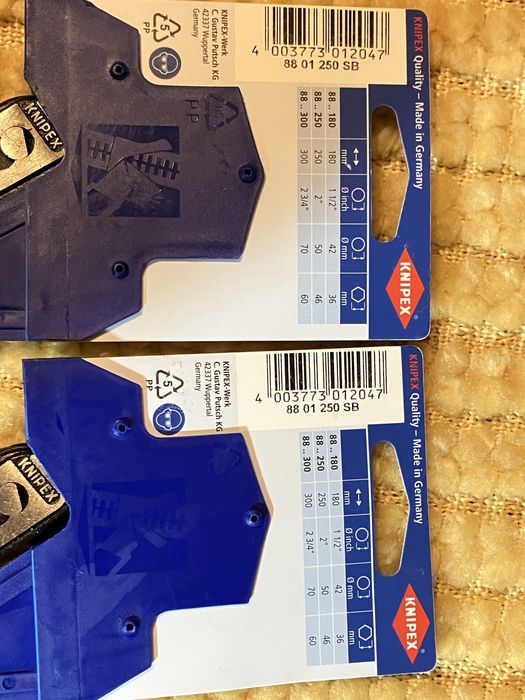 KNIPEX Quality – Made in Germany
KNIPEX
4 003773 012047
88 01 250 SB
mm Ø inch Ø mm mm
88 .. 180 180 1 1/2" 42 36
88 .. 250 250 2" 50 46
88 .. 300 300 2 3/4" 70 60
KNIPEX-Werk
C. Gustav Putsch KG
42337 Wuppertal
Germany
5
PP
PP
KNIPEX
KNIPEX Quality – Made in Germany
KNIPEX
4 003773 012047
88 01 250 SB
mm Ø inch Ø mm mm
88 .. 180 180 1 1/2" 42 36
88 .. 250 250 2" 50 46
88 .. 300 300 2 3/4" 70 60
KNIPEX-Werk
C. Gustav Putsch KG
42337 Wuppertal
Germany
5
PP
KNIPEX